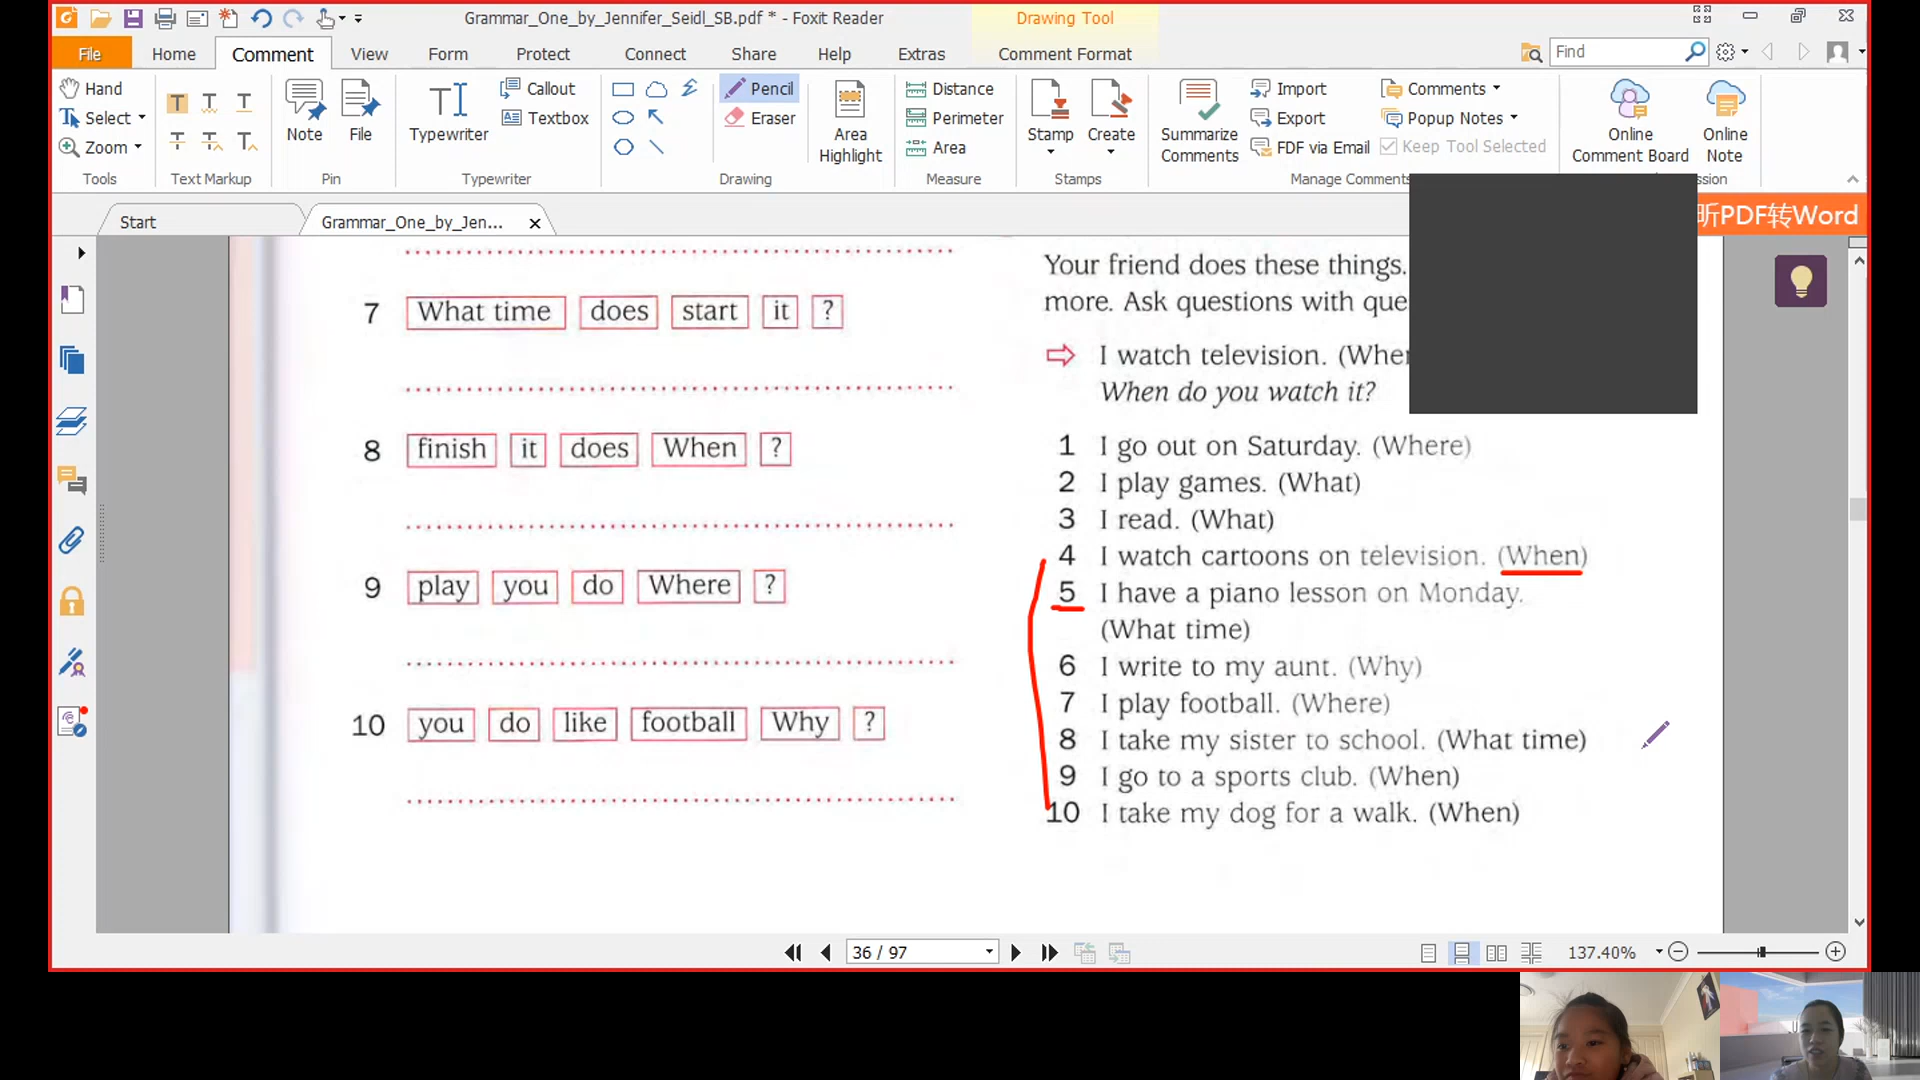 Grammar_One_by_Jennifer_Seidl_SB.pdf * - Foxit Reader
Drawing Tool
File
Home
Comment
View
Form
Protect
Connect
Share
Help
Extras
Comment Format
Find
Hand
Select
Zoom
Tools
Text Markup
Note
File
Pin
Typewriter
Callout
Textbox
Typewriter
Pencil
Eraser
Drawing
Area Highlight
Distance
Perimeter
Area
Measure
Stamp
Create
Stamps
Summarize Comments
Import
Export
FDF via Email
Comments
Popup Notes
Keep Tool Selected
Manage Comments
Online Comment Board
Online Note
Start
Grammar_One_by_Jen...
PDF转Word
7 What time does start it ?
8 finish it does When ?
9 play you do Where ?
10 you do like football Why ?
Your friend does these things.
more. Ask questions with
I watch television.
When do you watch it?
1 I go out on Saturday. (Where)
2 I play games. (What)
3 I read. (What)
4 I watch cartoons on television. (When)
5 I have a piano lesson on Monday.
(What time)
6 I write to my aunt. (Why)
7 I play football. (Where)
8 I take my sister to school. (What time)
9 I go to a sports club. (When)
10 I take my dog for a walk. (When)
36 / 97
137.40%